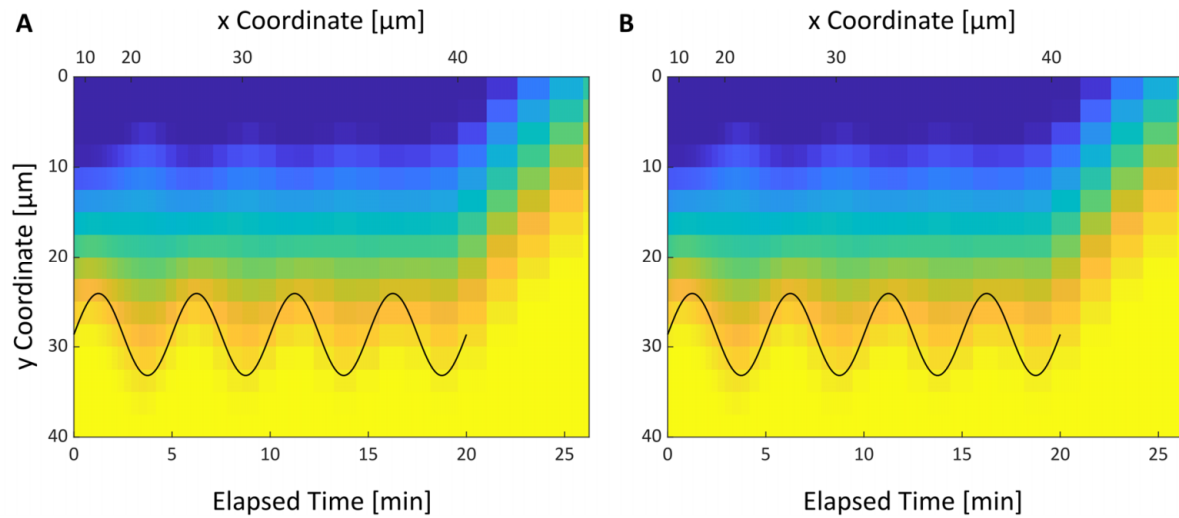 A x Coordinate [μm] B x Coordinate [μm]
10 20 30 40 10 20 30 40
0 0
10 10
y Coordinate [μm]
20 20
30 30
40 40
0 5 10 15 20 25 0 5 10 15 20 25
Elapsed Time [min] Elapsed Time [min]